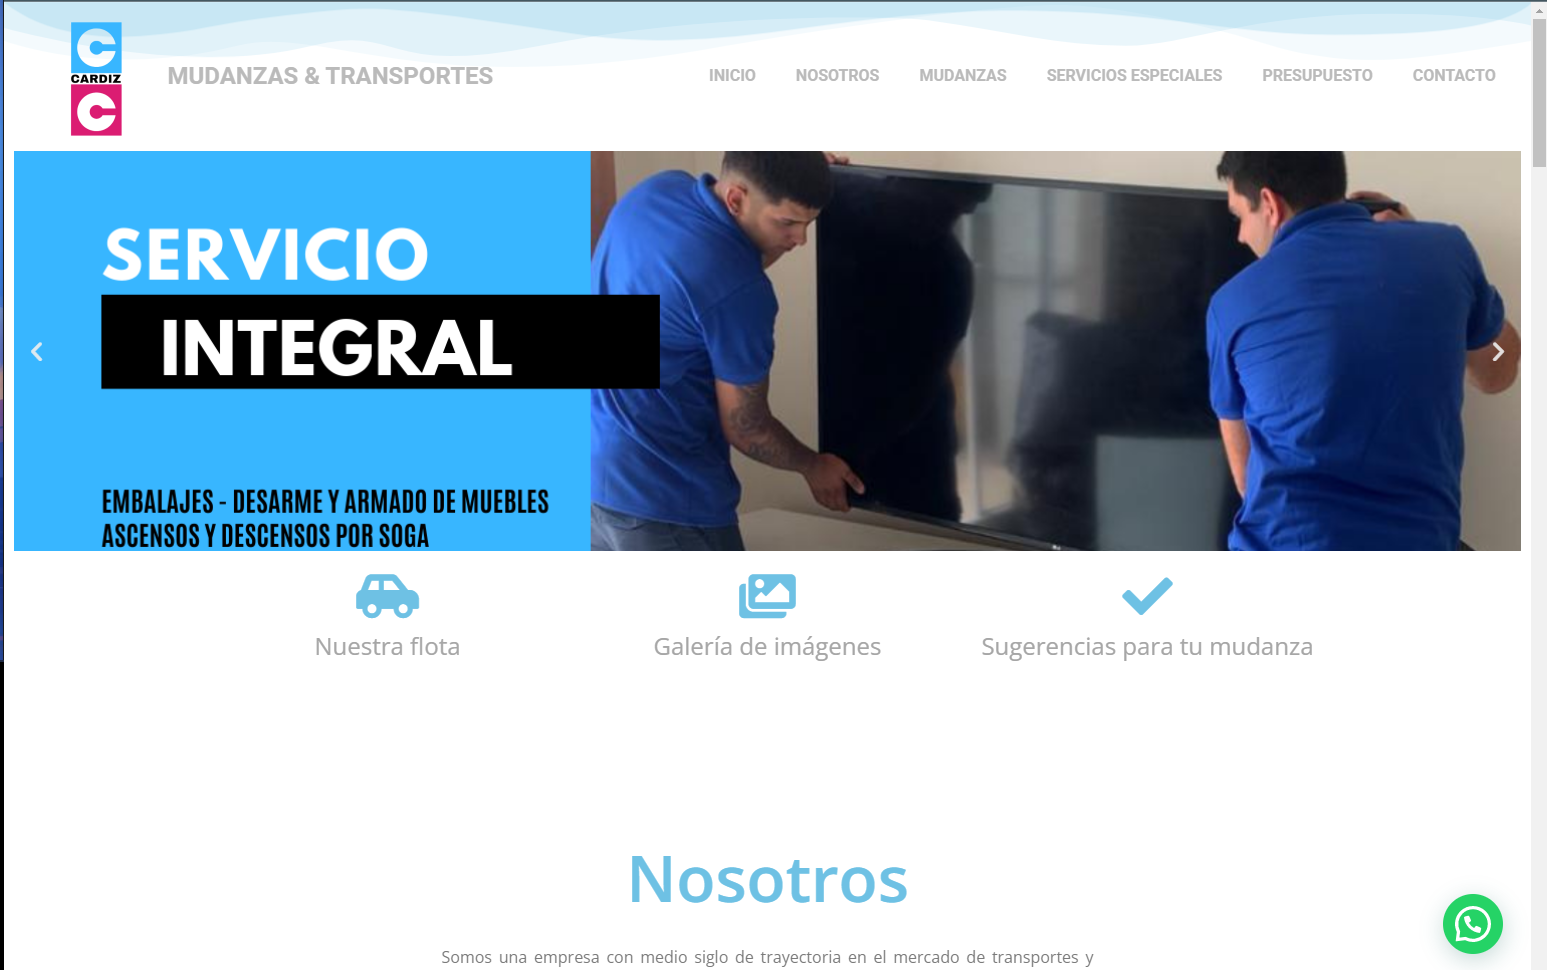 C
CARDIZ
C
MUDANZAS & TRANSPORTES
INICIO
NOSOTROS
MUDANZAS
SERVICIOS ESPECIALES
PRESUPUESTO
CONTACTO
SERVICIO
INTEGRAL
EMBALAJES - DESARME Y ARMADO DE MUEBLES
ASCENSOS Y DESCENSOS POR SOGA
Nuestra flota
Galería de imágenes
Sugerencias para tu mudanza
Nosotros
Somos una empresa con medio siglo de trayectoria en el mercado de transportes y